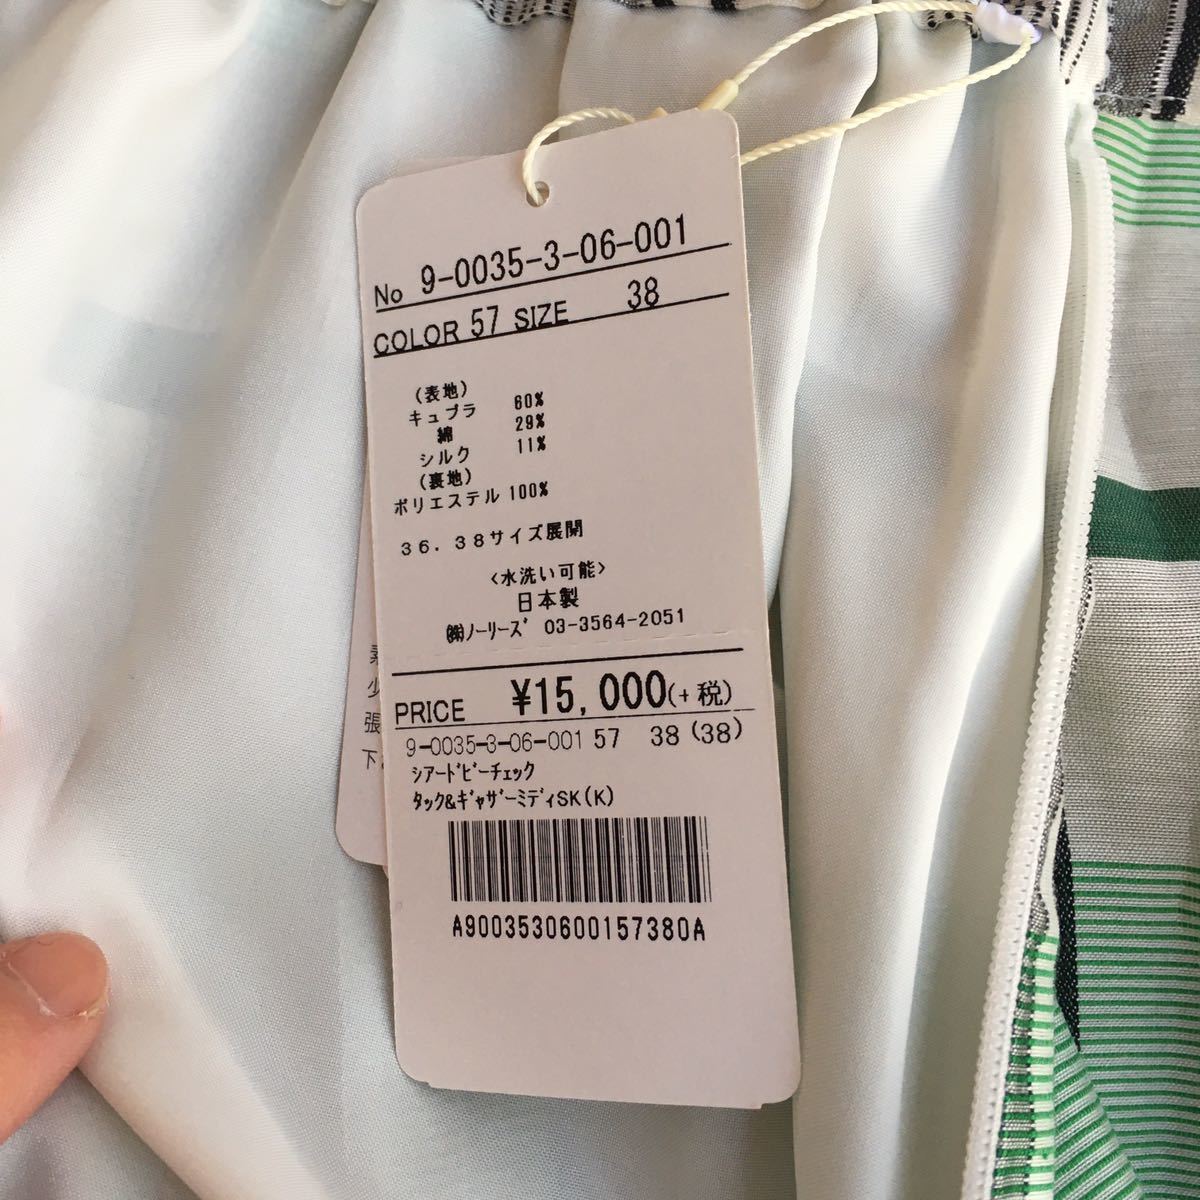 No 9-0035-3-06-001
COLOR 57 SIZE 38
(表地)
キュプラ 60%
綿 29%
シルク 11%
(裏地)
ポリエステル 100%
36.38サイズ展開
<水洗い可能>
日本製
㈱ノーリーズ 03-3564-2051
PRICE ¥15,000(+税)
9-0035-3-06-001 57 38 (38)
シアードビーチェック
タック&ギャザーミディSK(K)
A9003530600157380A
張
下